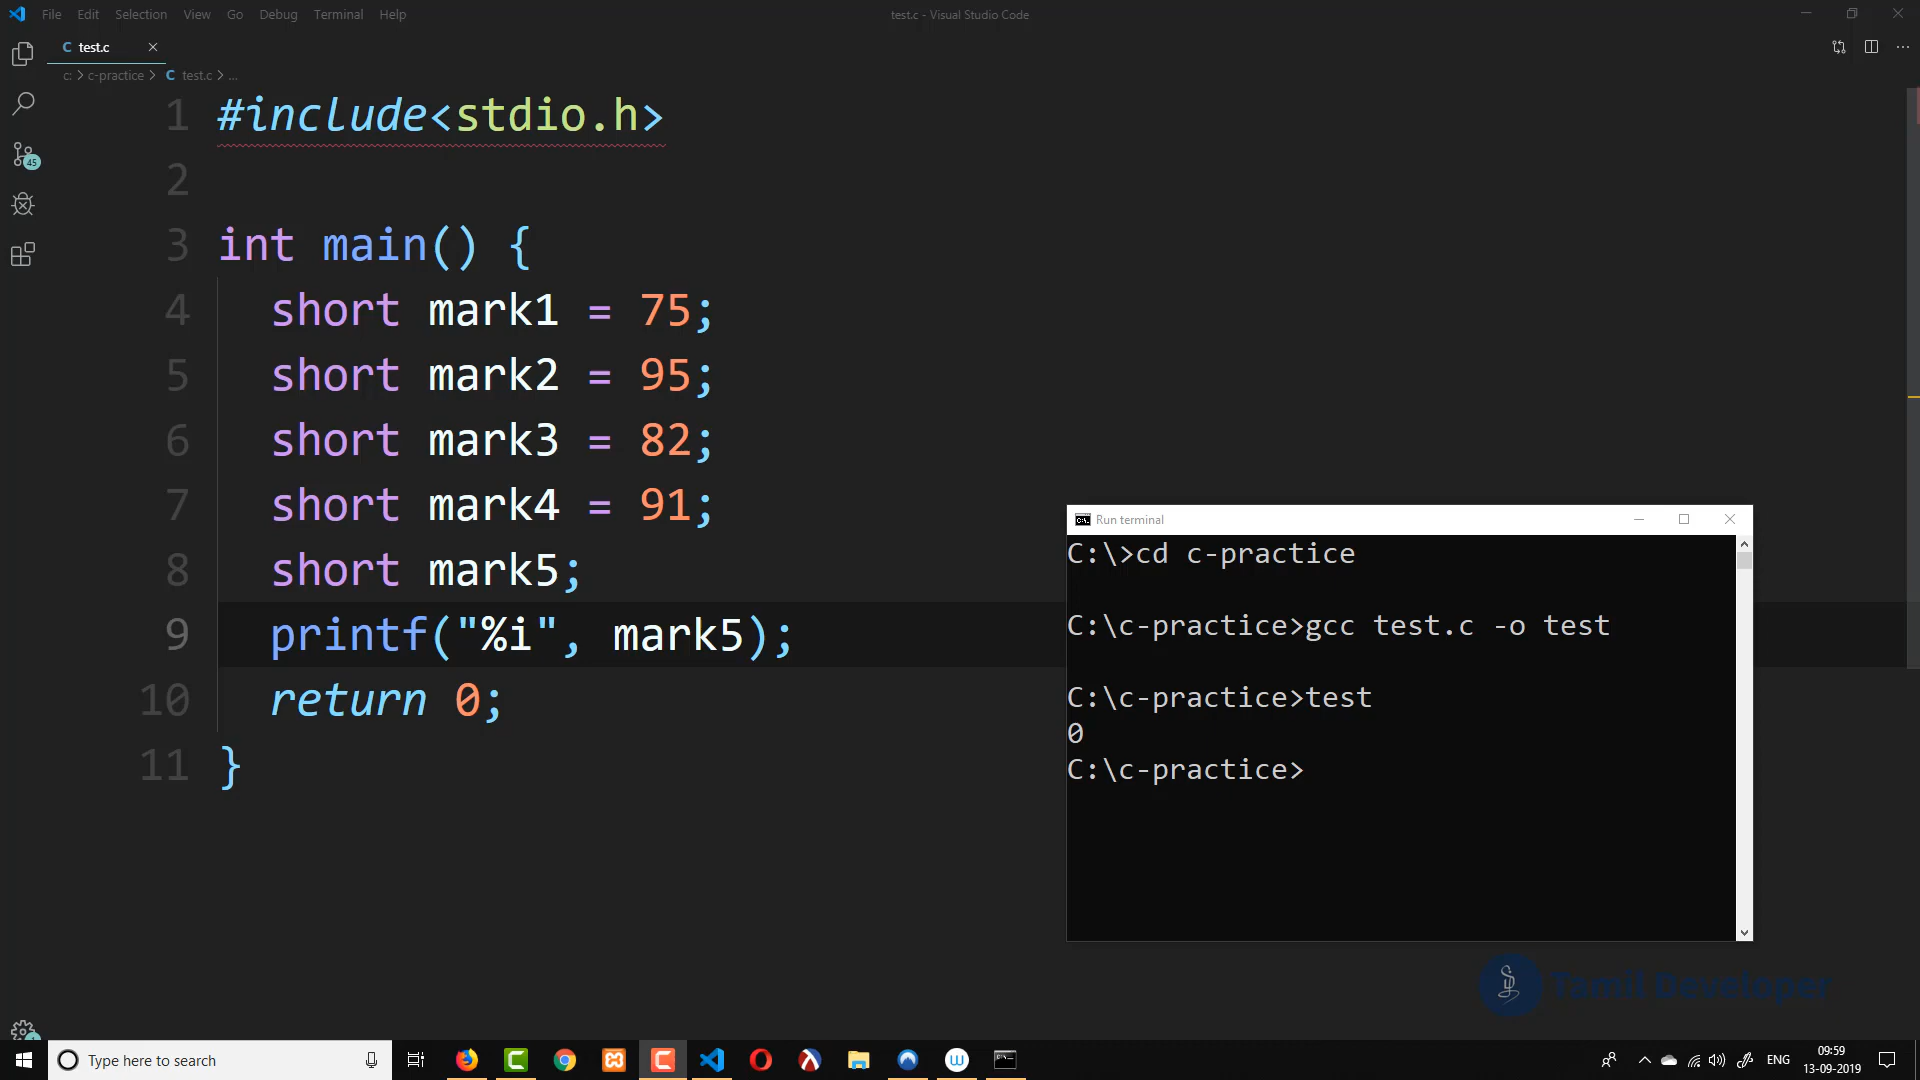 File Edit Selection View Go Debug Terminal Help
test.c - Visual Studio Code
C test.c
c: > c-practice > C test.c > ...
45
1 #include<stdio.h>
2
3 int main() {
4 short mark1 = 75;
5 short mark2 = 95;
6 short mark3 = 82;
7 short mark4 = 91;
8 short mark5;
9 printf("%i", mark5);
10 return 0;
11 }
Run terminal
C:\>cd c-practice
C:\c-practice>gcc test.c -o test
C:\c-practice>test
0
C:\c-practice>
Tamil Developer
Type here to search
ENG
09:59
13-09-2019